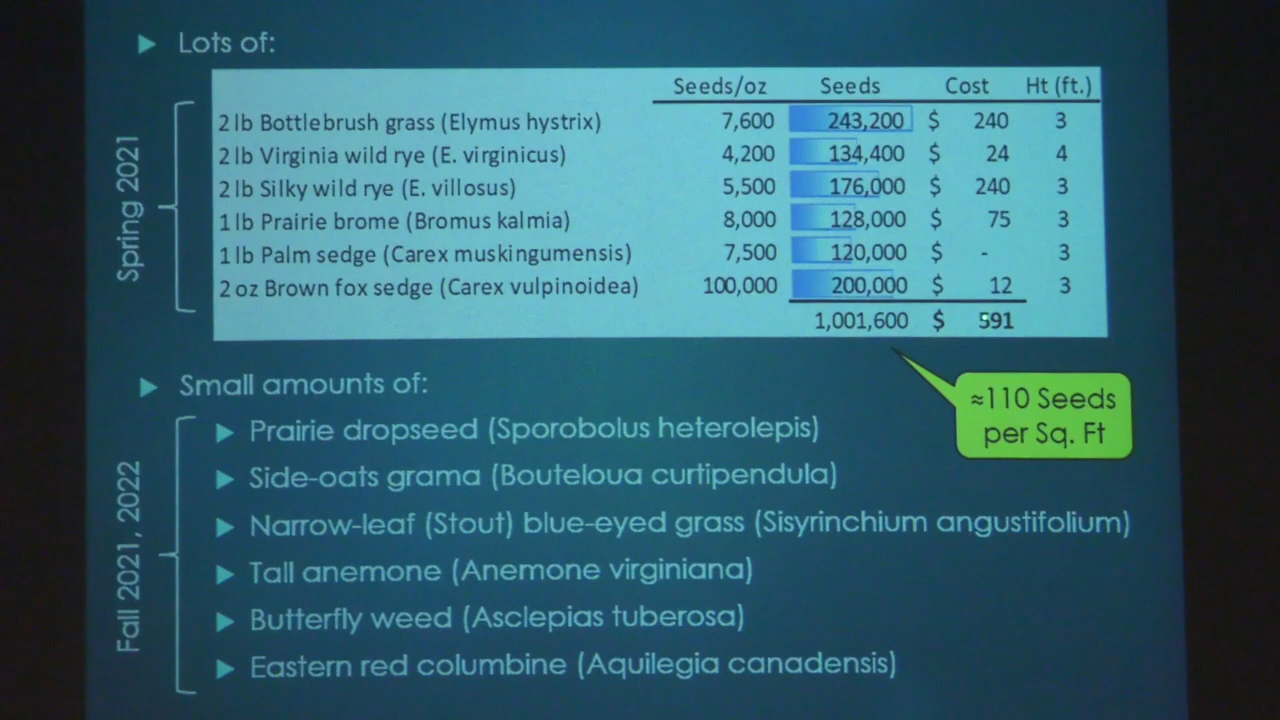 Lots of:
Seeds/oz Seeds Cost Ht (ft.)
Spring 2021
2 lb Bottlebrush grass (Elymus hystrix) 7,600 243,200 $ 240 3
2 lb Virginia wild rye (E. virginicus) 4,200 134,400 $ 24 4
2 lb Silky wild rye (E. villosus) 5,500 176,000 $ 240 3
1 lb Prairie brome (Bromus kalmia) 8,000 128,000 $ 75 3
1 lb Palm sedge (Carex muskingumensis) 7,500 120,000 $ - 3
2 oz Brown fox sedge (Carex vulpinoidea) 100,000 200,000 $ 12 3
1,001,600 $ 591
≈110 Seeds
per Sq. Ft
Small amounts of:
Fall 2021, 2022
Prairie dropseed (Sporobolus heterolepis)
Side-oats grama (Bouteloua curtipendula)
Narrow-leaf (Stout) blue-eyed grass (Sisyrinchium angustifolium)
Tall anemone (Anemone virginiana)
Butterfly weed (Asclepias tuberosa)
Eastern red columbine (Aquilegia canadensis)